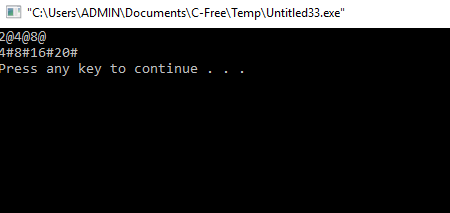 "C:\Users\ADMIN\Documents\C-Free\Temp\Untitled33.exe"
2@4@8@
4#8#16#20#
Press any key to continue . . .